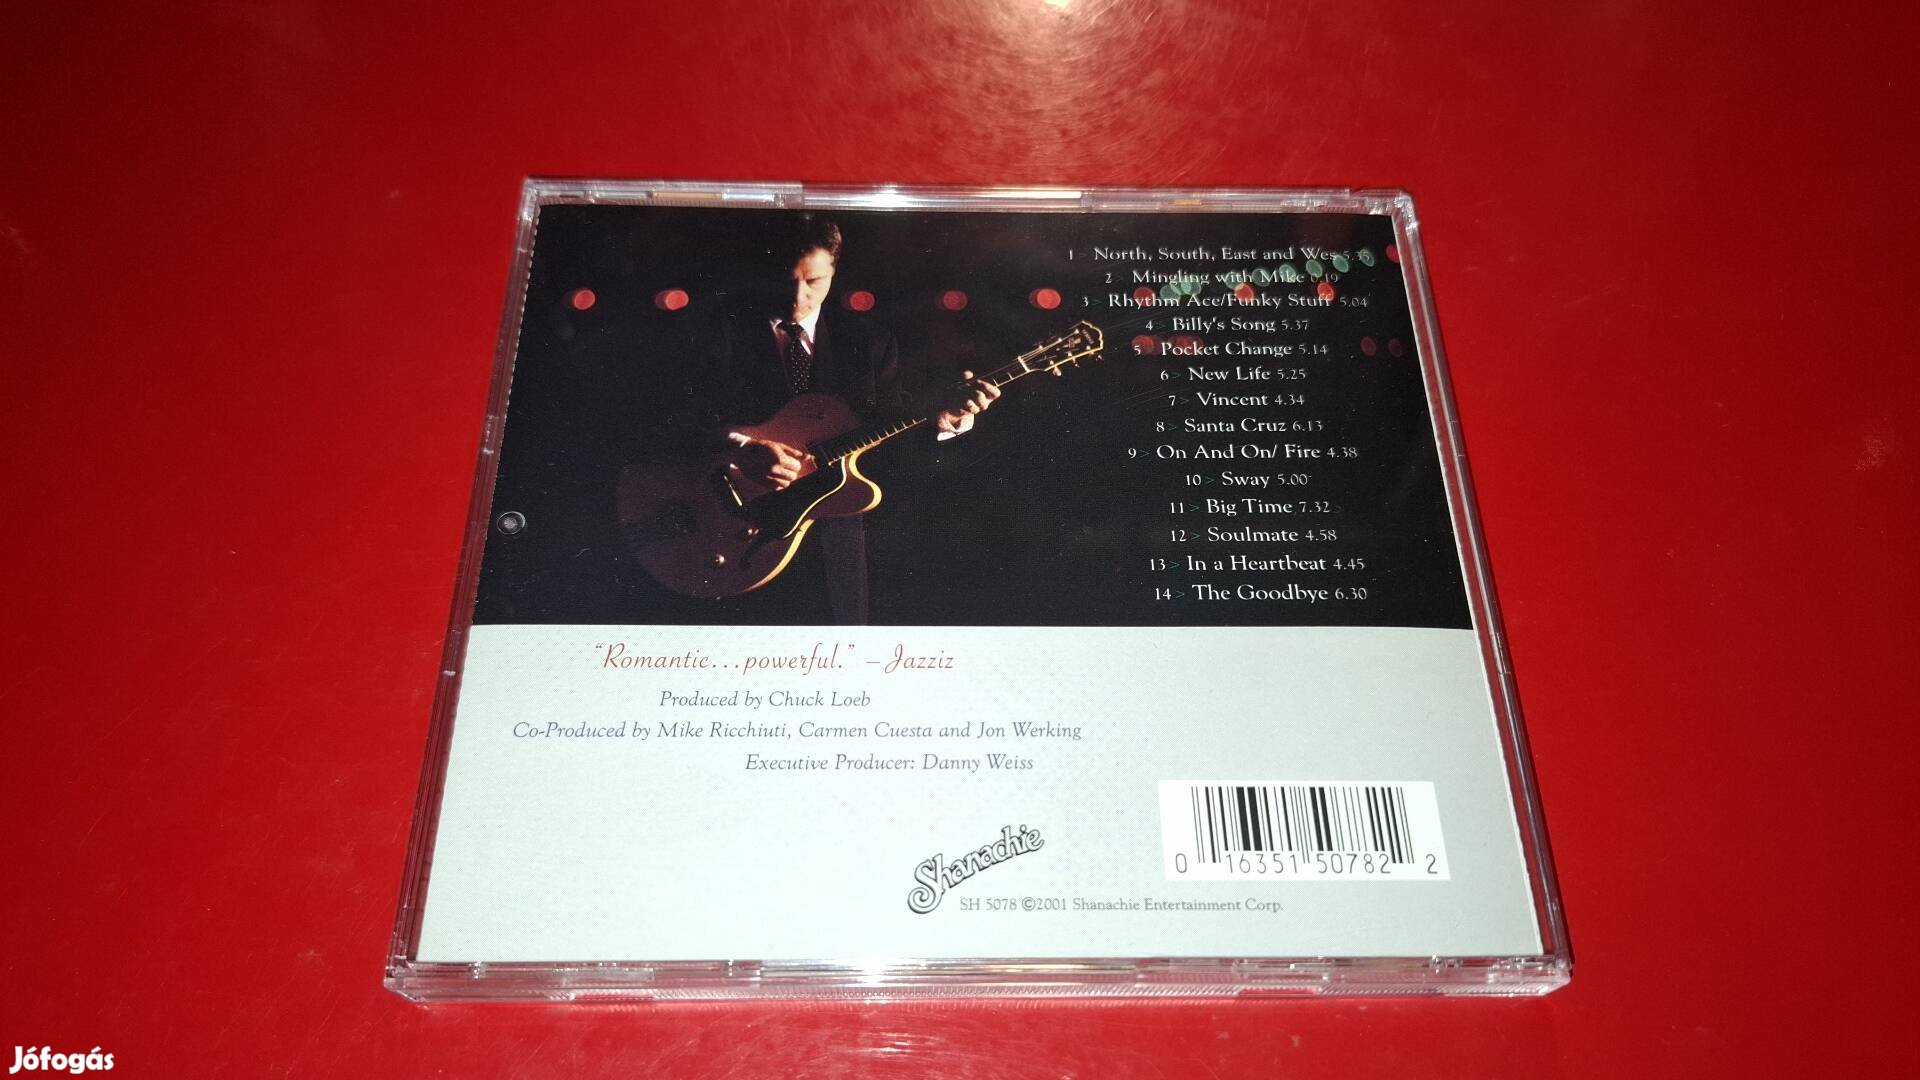 1 > North, South, East and Wes 5.35
2 > Mingling with Mike 0.19
3 > Rhythm Ace/Funky Stuff 5.04
4 > Billy's Song 5.37
5 > Pocket Change 5.14
6 > New Life 5.25
7 > Vincent 4.34
8 > Santa Cruz 6.13
9 > On And On/ Fire 4.38
10 > Sway 5.00
11 > Big Time 7.32
12 > Soulmate 4.58
13 > In a Heartbeat 4.45
14 > The Goodbye 6.30
“Romantic...powerful.” – Jazziz
Produced by Chuck Loeb
Co-Produced by Mike Ricchiuti, Carmen Cuesta and Jon Werking
Executive Producer: Danny Weiss
Shanachie
0 16351 50782 2
SH 5078 ©2001 Shanachie Entertainment Corp.
Jófogás